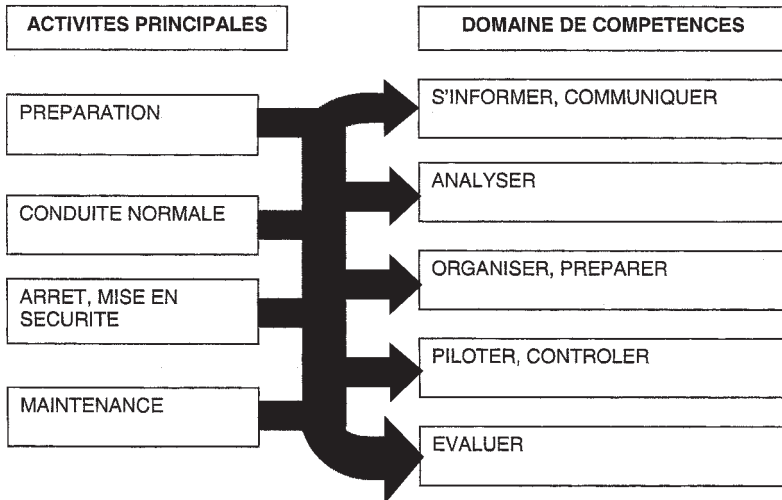 ACTIVITES PRINCIPALES
PREPARATION
CONDUITE NORMALE
ARRET, MISE EN
SECURITE
MAINTENANCE
DOMAINE DE COMPETENCES
S'INFORMER, COMMUNIQUER
ANALYSER
ORGANISER, PREPARER
PILOTER, CONTROLER
EVALUER